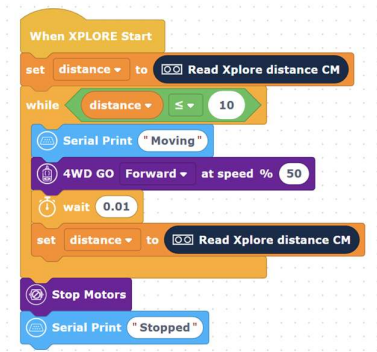 When XPLORE Start
set distance to Read Xplore distance CM
while distance ≤ 10
Serial Print "Moving"
4WD GO Forward at speed % 50
wait 0.01
set distance to Read Xplore distance CM
Stop Motors
Serial Print "Stopped"